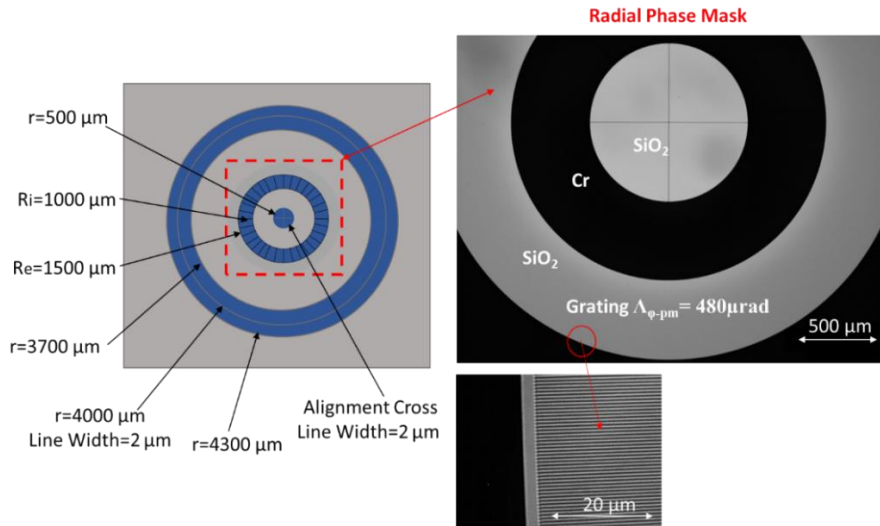 Radial Phase Mask
r=500 μm
Ri=1000 μm
Re=1500 μm
r=3700 μm
r=4000 μm
Line Width=2 μm
r=4300 μm
Alignment Cross
Line Width=2 μm
SiO₂
Cr
SiO₂
Grating Λφ-pm= 480μrad
500 μm
20 μm